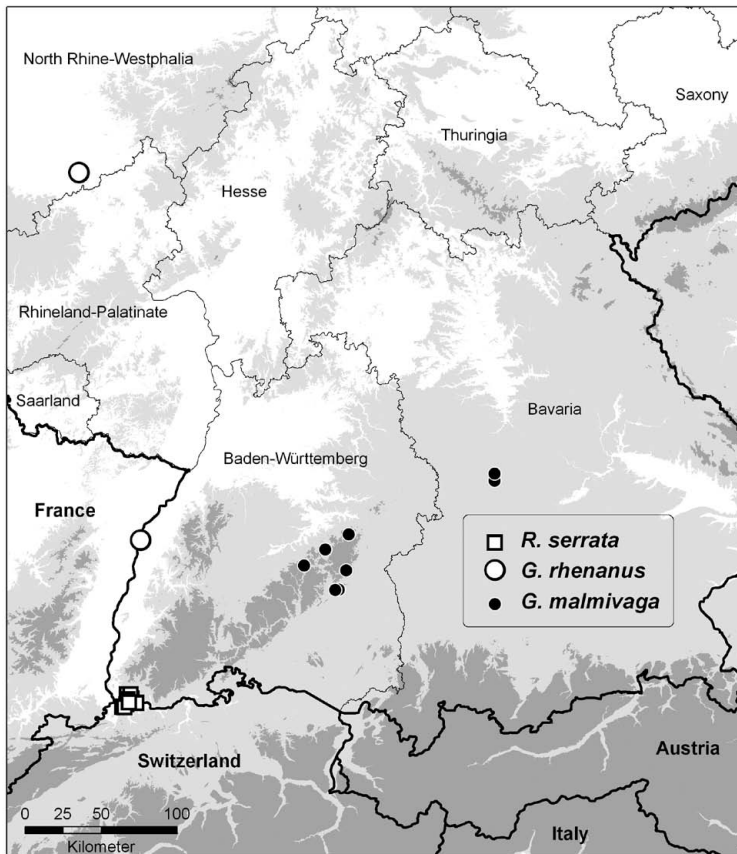 North Rhine-Westphalia
Saxony
Thuringia
Hesse
Rhineland-Palatinate
Saarland
Bavaria
Baden-Württemberg
France
R. serrata
G. rhenanus
G. malmivaga
Switzerland
Austria
0 25 50 100
Kilometer
Italy